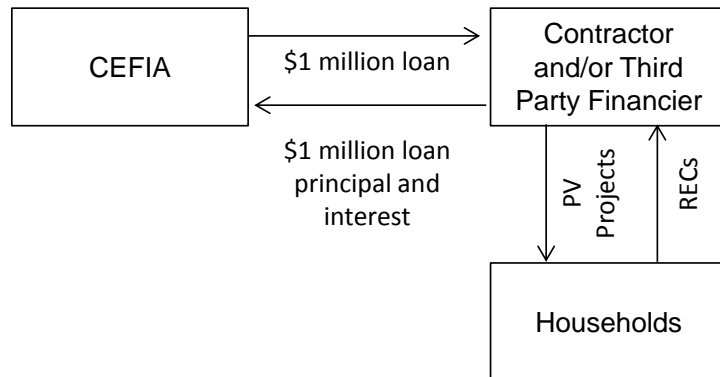 CEFIA
$1 million loan
Contractor
and/or Third
Party Financier
$1 million loan
principal and
interest
PV
Projects
RECs
Households